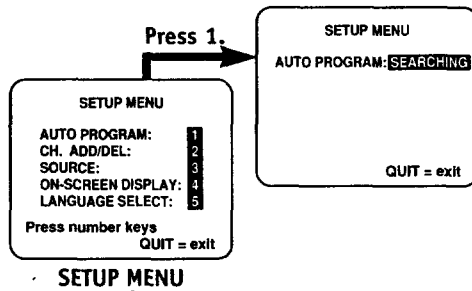 Press 1.
SETUP MENU
AUTO PROGRAM: 1
CH. ADD/DEL: 2
SOURCE: 3
ON-SCREEN DISPLAY: 4
LANGUAGE SELECT: 5
Press number keys
QUIT = exit
SETUP MENU
SETUP MENU
AUTO PROGRAM: SEARCHING
QUIT = exit